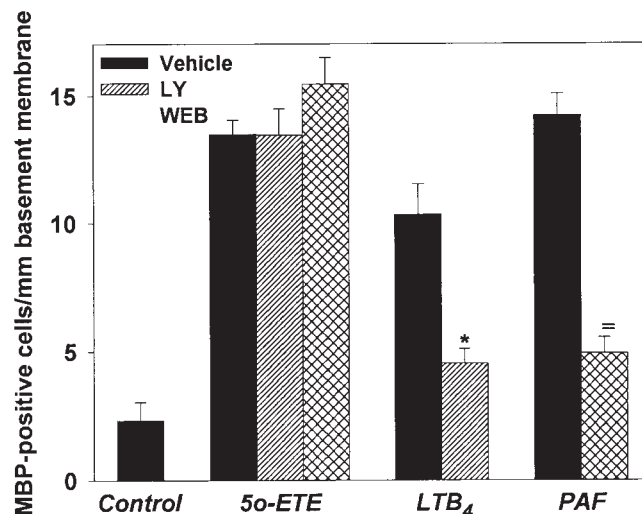 MBP-positive cells/mm basement membrane
15
10
5
0
Vehicle
LY
WEB
*
=
Control 5o-ETE LTB4 PAF